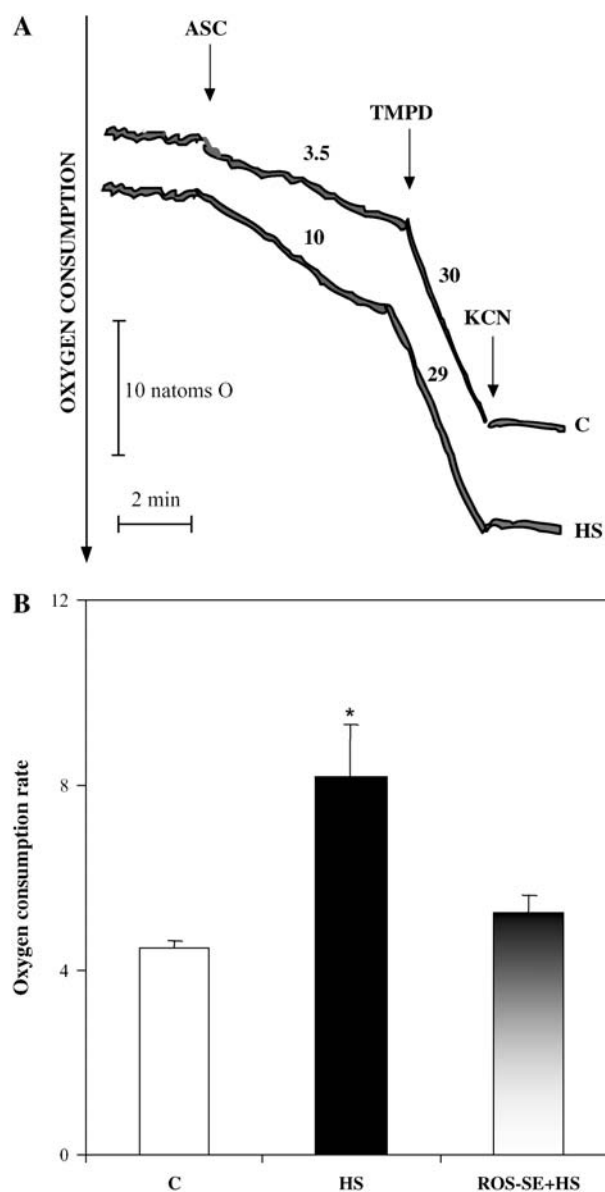 A
ASC
TMPD
3.5
10
30
KCN
29
OXYGEN CONSUMPTION
10 natoms O
C
2 min
HS
B
12
*
8
Oxygen consumption rate
4
0
C HS ROS-SE+HS